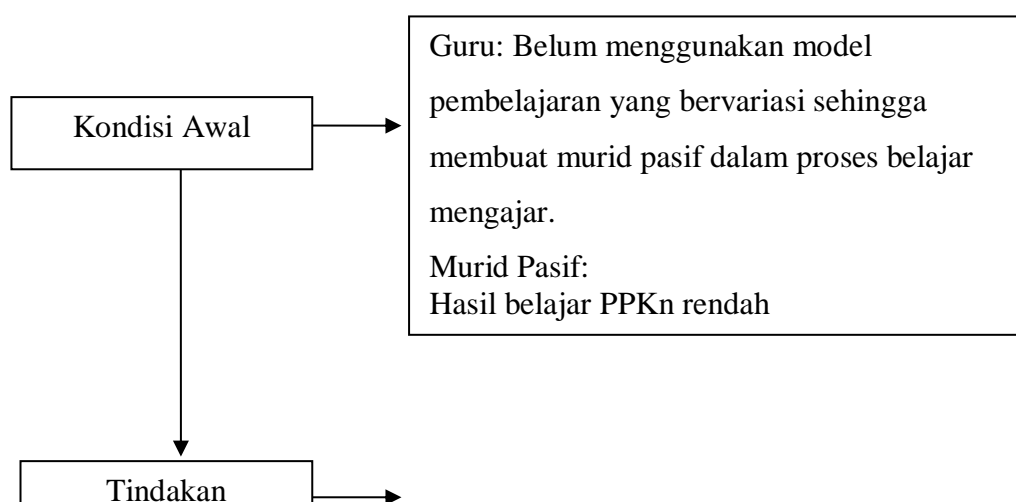 Kondisi Awal
Guru: Belum menggunakan model
pembelajaran yang bervariasi sehingga
membuat murid pasif dalam proses belajar
mengajar.
Murid Pasif:
Hasil belajar PPKn rendah
Tindakan